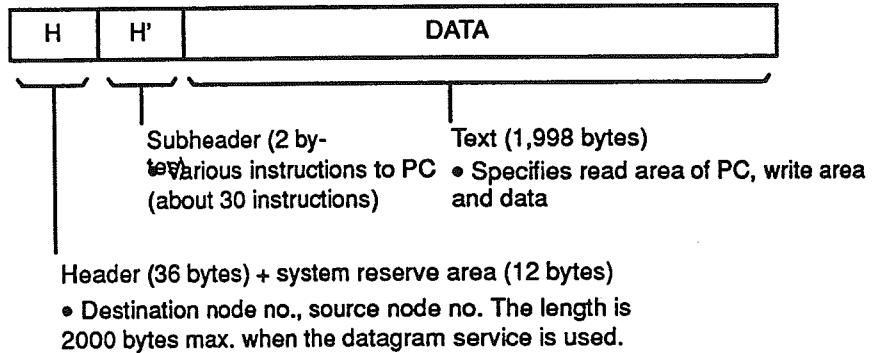 H H' DATA
Subheader (2 by-
tes)
• Various instructions to PC
(about 30 instructions)
Text (1,998 bytes)
• Specifies read area of PC, write area
and data
Header (36 bytes) + system reserve area (12 bytes)
• Destination node no., source node no. The length is
2000 bytes max. when the datagram service is used.